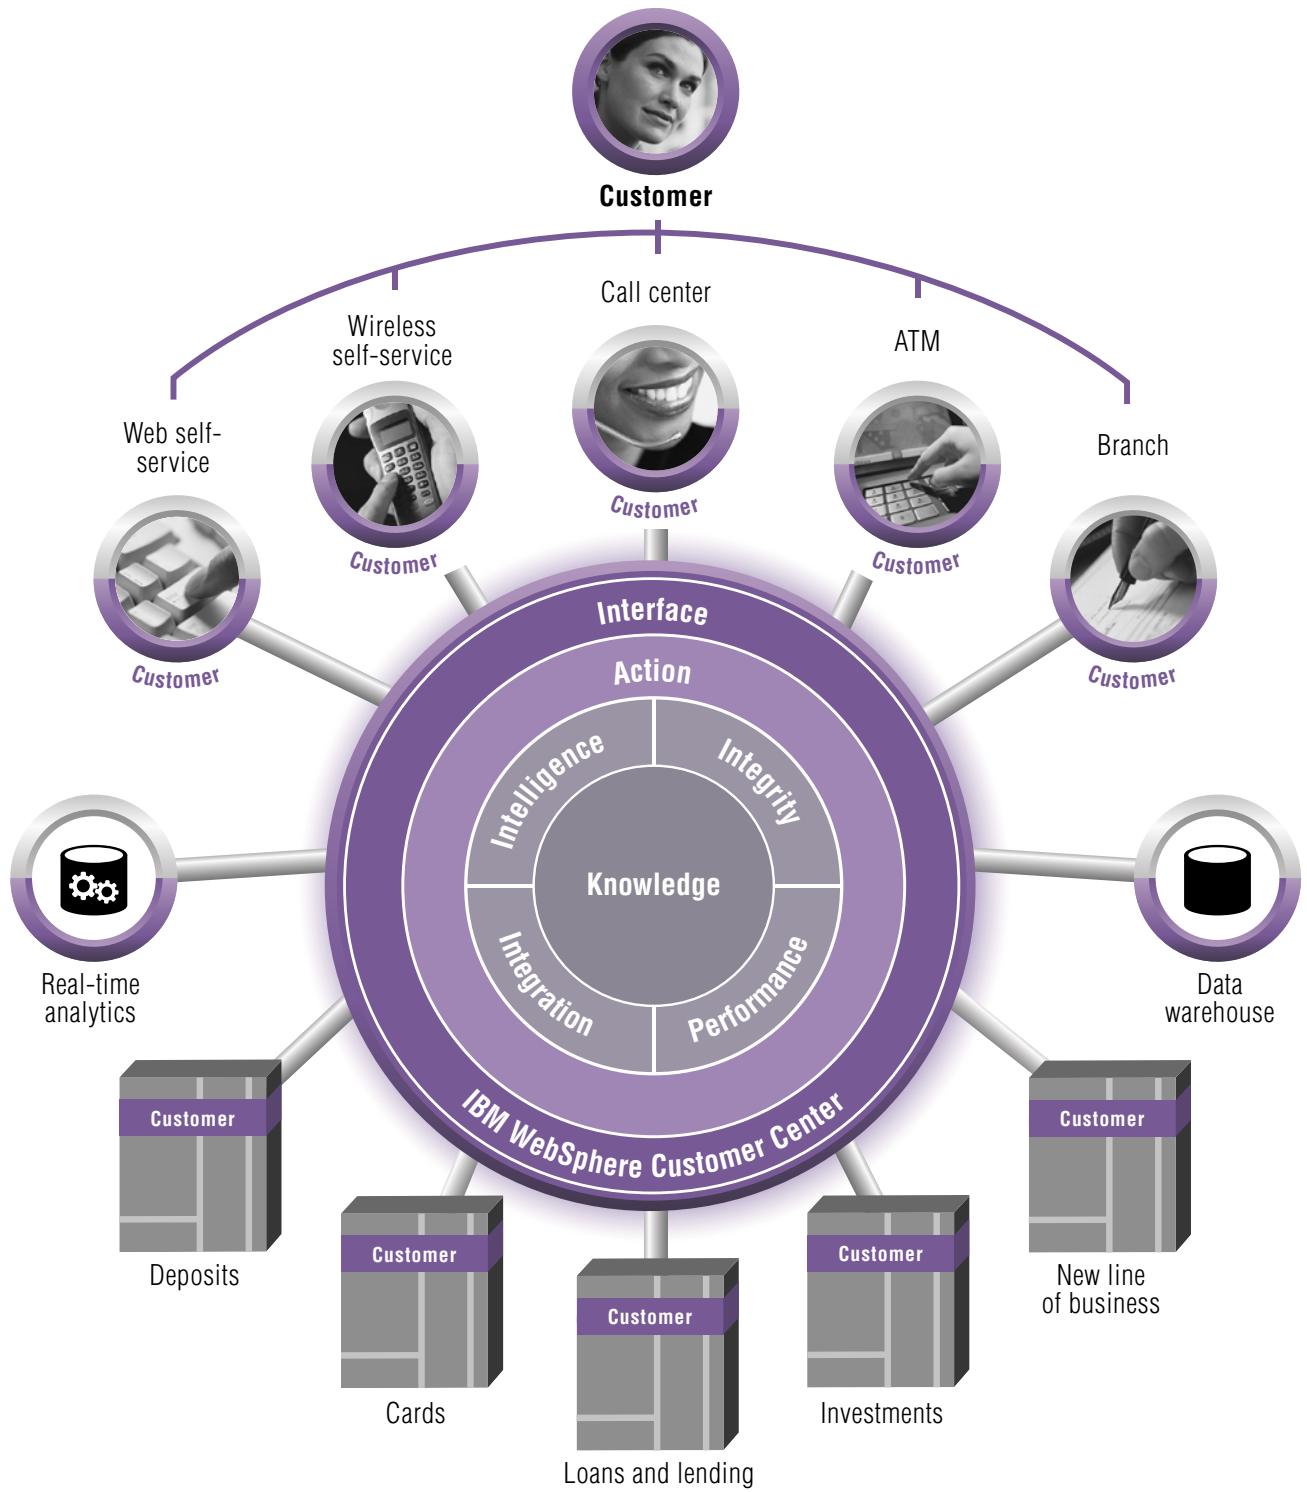 Customer
Call center
Wireless
self-service
ATM
Web self-
service
Branch
Customer
Customer
Customer
Customer
Customer
Interface
Action
Intelligence
Integrity
Knowledge
Integration
Performance
IBM WebSphere Customer Center
Real-time
analytics
Data
warehouse
Customer
Deposits
Customer
Cards
Customer
Loans and lending
Customer
Investments
Customer
New line
of business